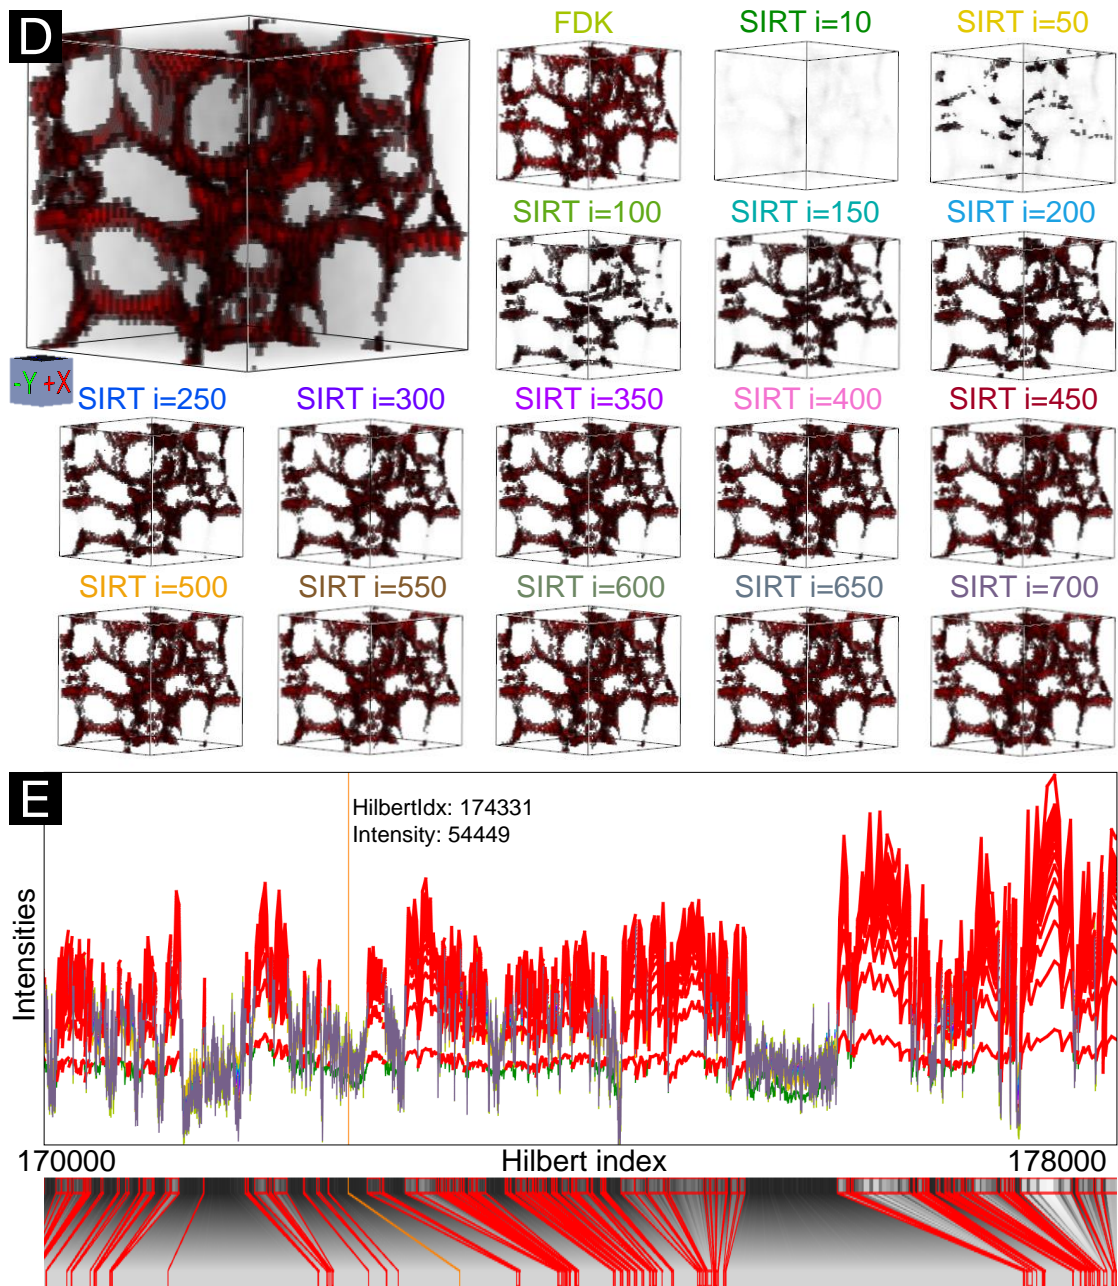 D
FDK
SIRT i=10
SIRT i=50
SIRT i=100
SIRT i=150
SIRT i=200
-Y +X
SIRT i=250
SIRT i=300
SIRT i=350
SIRT i=400
SIRT i=450
SIRT i=500
SIRT i=550
SIRT i=600
SIRT i=650
SIRT i=700
E
HilbertIdx: 174331
Intensity: 54449
Intensities
170000
Hilbert index
178000